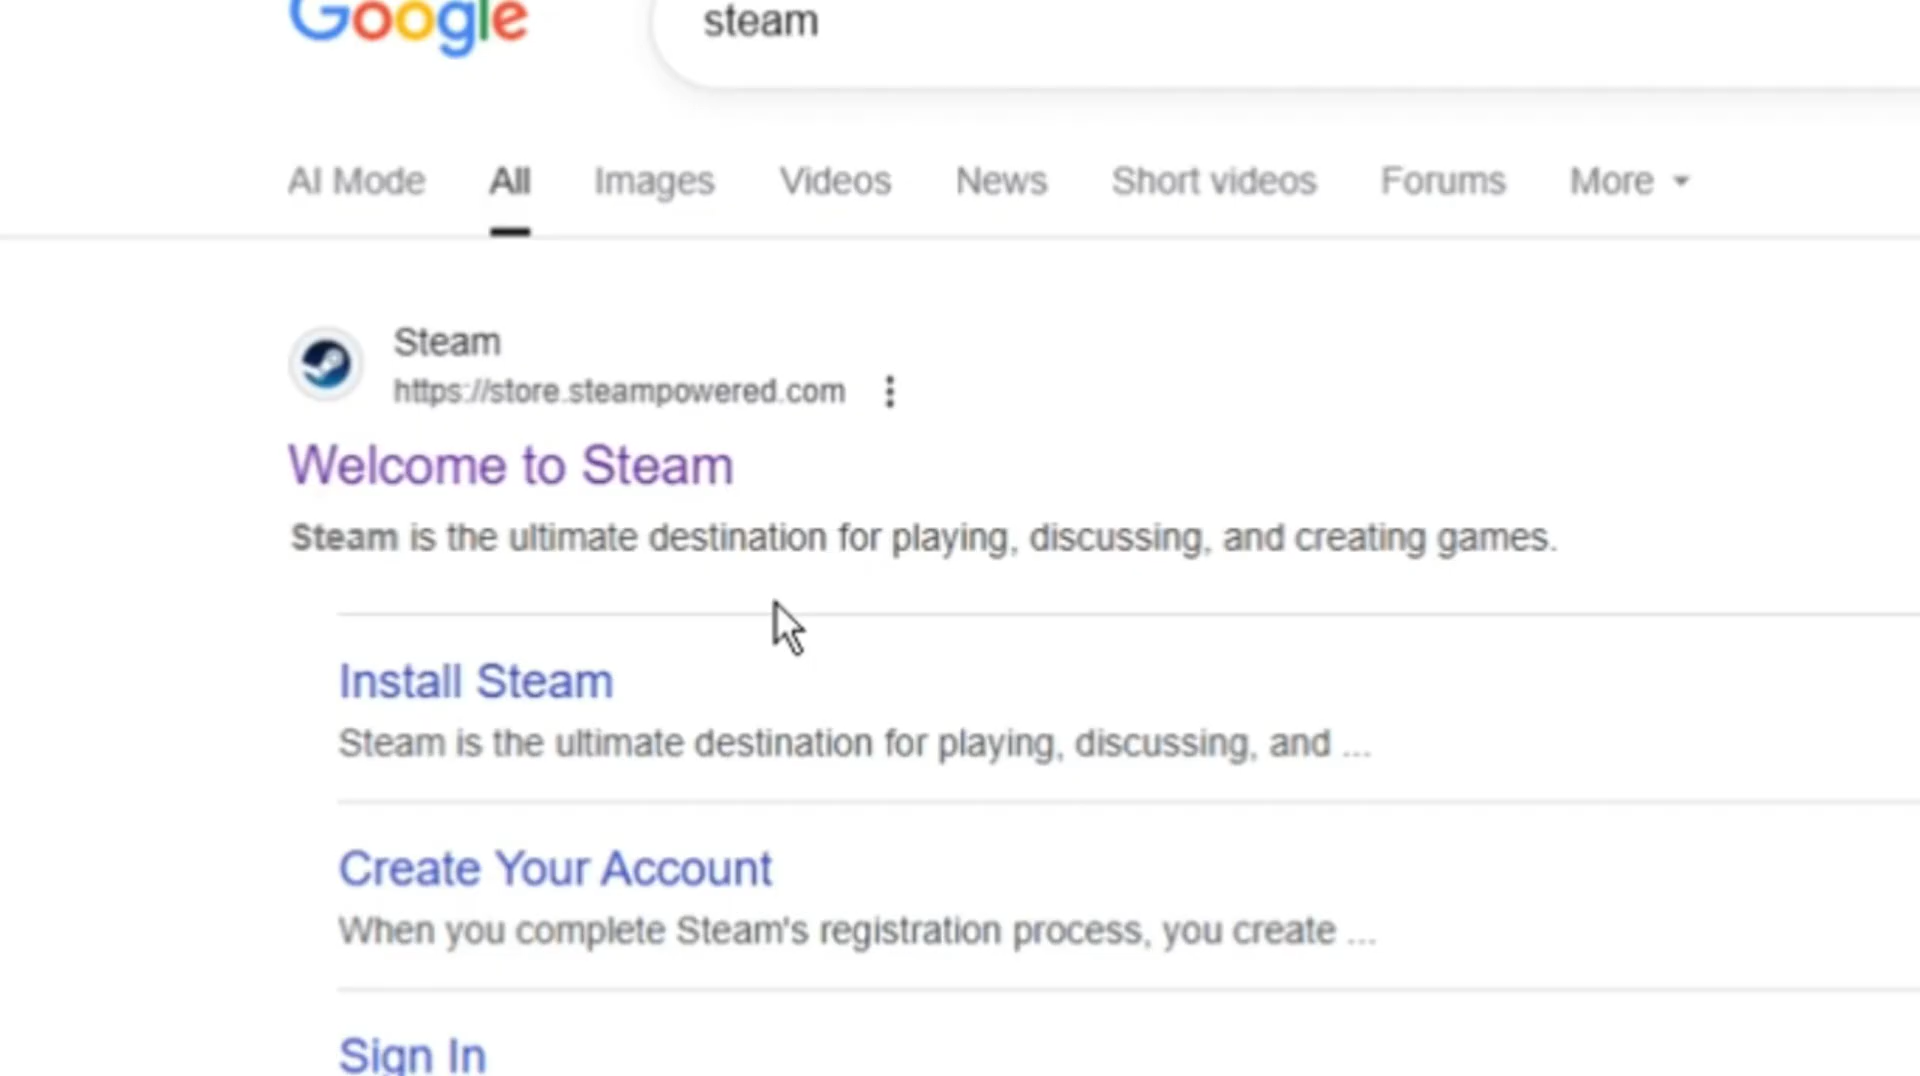 Google
steam
AI Mode All Images Videos News Short videos Forums More
Steam
https://store.steampowered.com
Welcome to Steam
Steam is the ultimate destination for playing, discussing, and creating games.
Install Steam
Steam is the ultimate destination for playing, discussing, and ...
Create Your Account
When you complete Steam's registration process, you create ...
Sign In